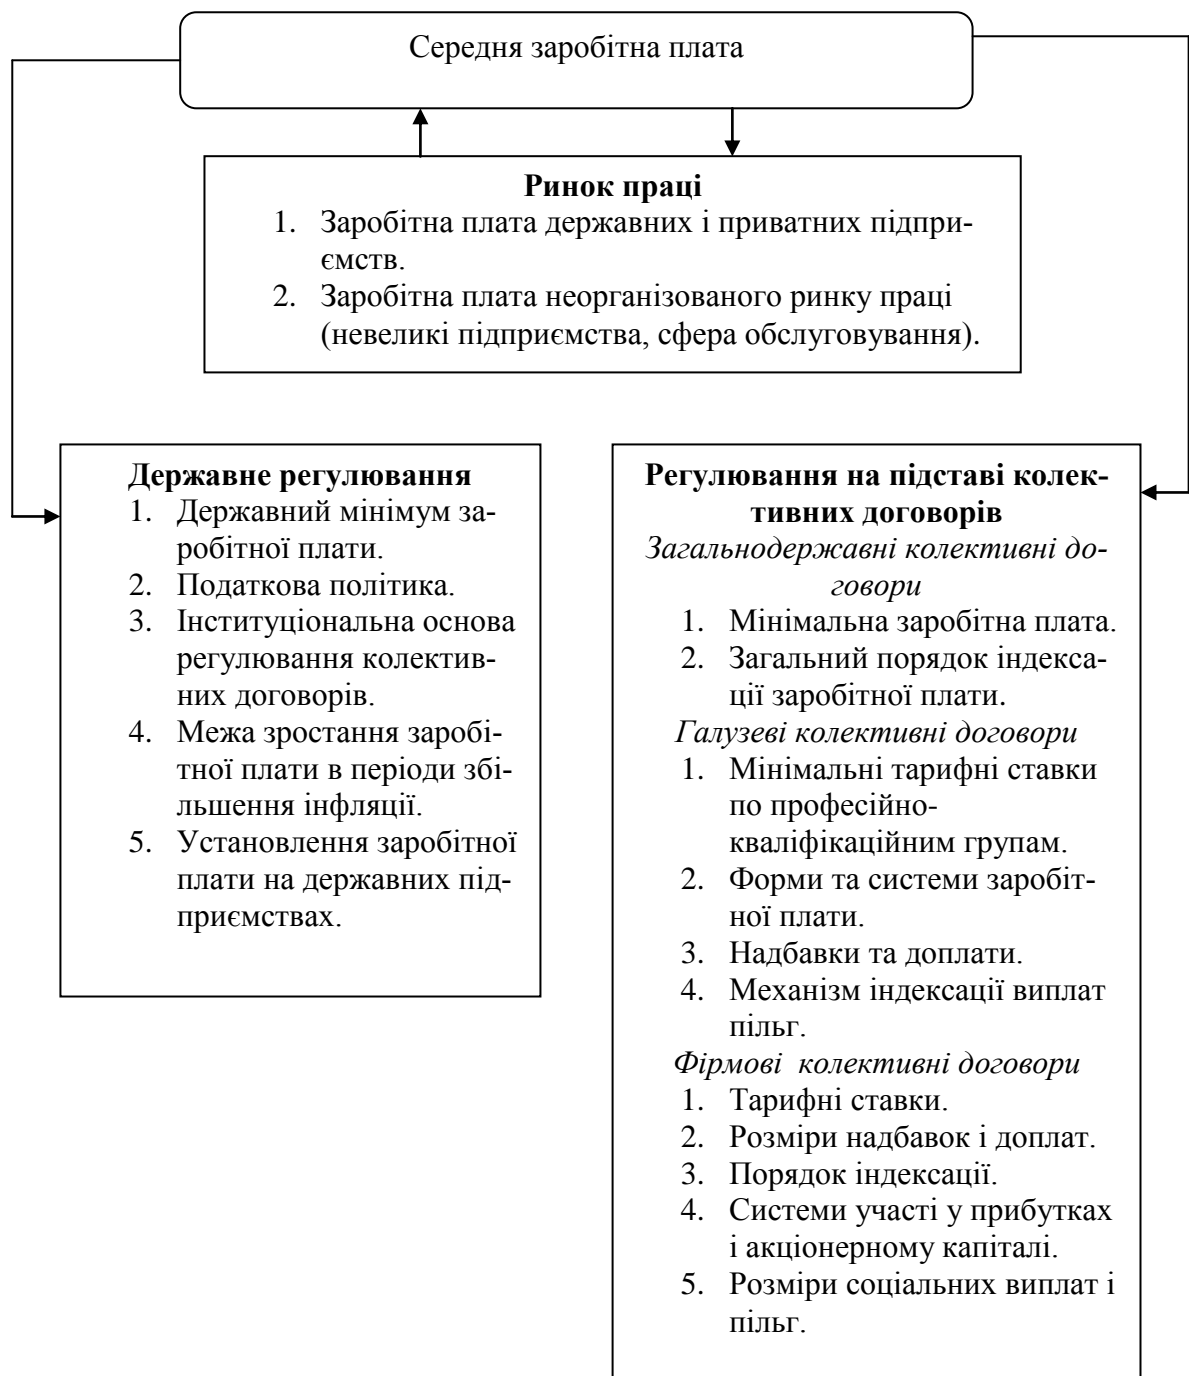 Середня заробітна плата
Ринок праці
1. Заробітна плата державних і приватних підпри-
ємств.
2. Заробітна плата неорганізованого ринку праці
(невеликі підприємства, сфера обслуговування).
Державне регулювання
1. Державний мінімум за-
робітної плати.
2. Податкова політика.
3. Інституціональна основа
регулювання колектив-
них договорів.
4. Межа зростання заробі-
тної плати в періоди збі-
льшення інфляції.
5. Установлення заробітної
плати на державних під-
приємствах.
Регулювання на підставі колек-
тивних договорів
Загальнодержавні колективні до-
говори
1. Мінімальна заробітна плата.
2. Загальний порядок індекса-
ції заробітної плати.
Галузеві колективні договори
1. Мінімальні тарифні ставки
по професійно-
кваліфікаційним групам.
2. Форми та системи заробіт-
ної плати.
3. Надбавки та доплати.
4. Механізм індексації виплат
пільг.
Фірмові колективні договори
1. Тарифні ставки.
2. Розміри надбавок і доплат.
3. Порядок індексації.
4. Системи участі у прибутках
і акціонерному капіталі.
5. Розміри соціальних виплат і
пільг.